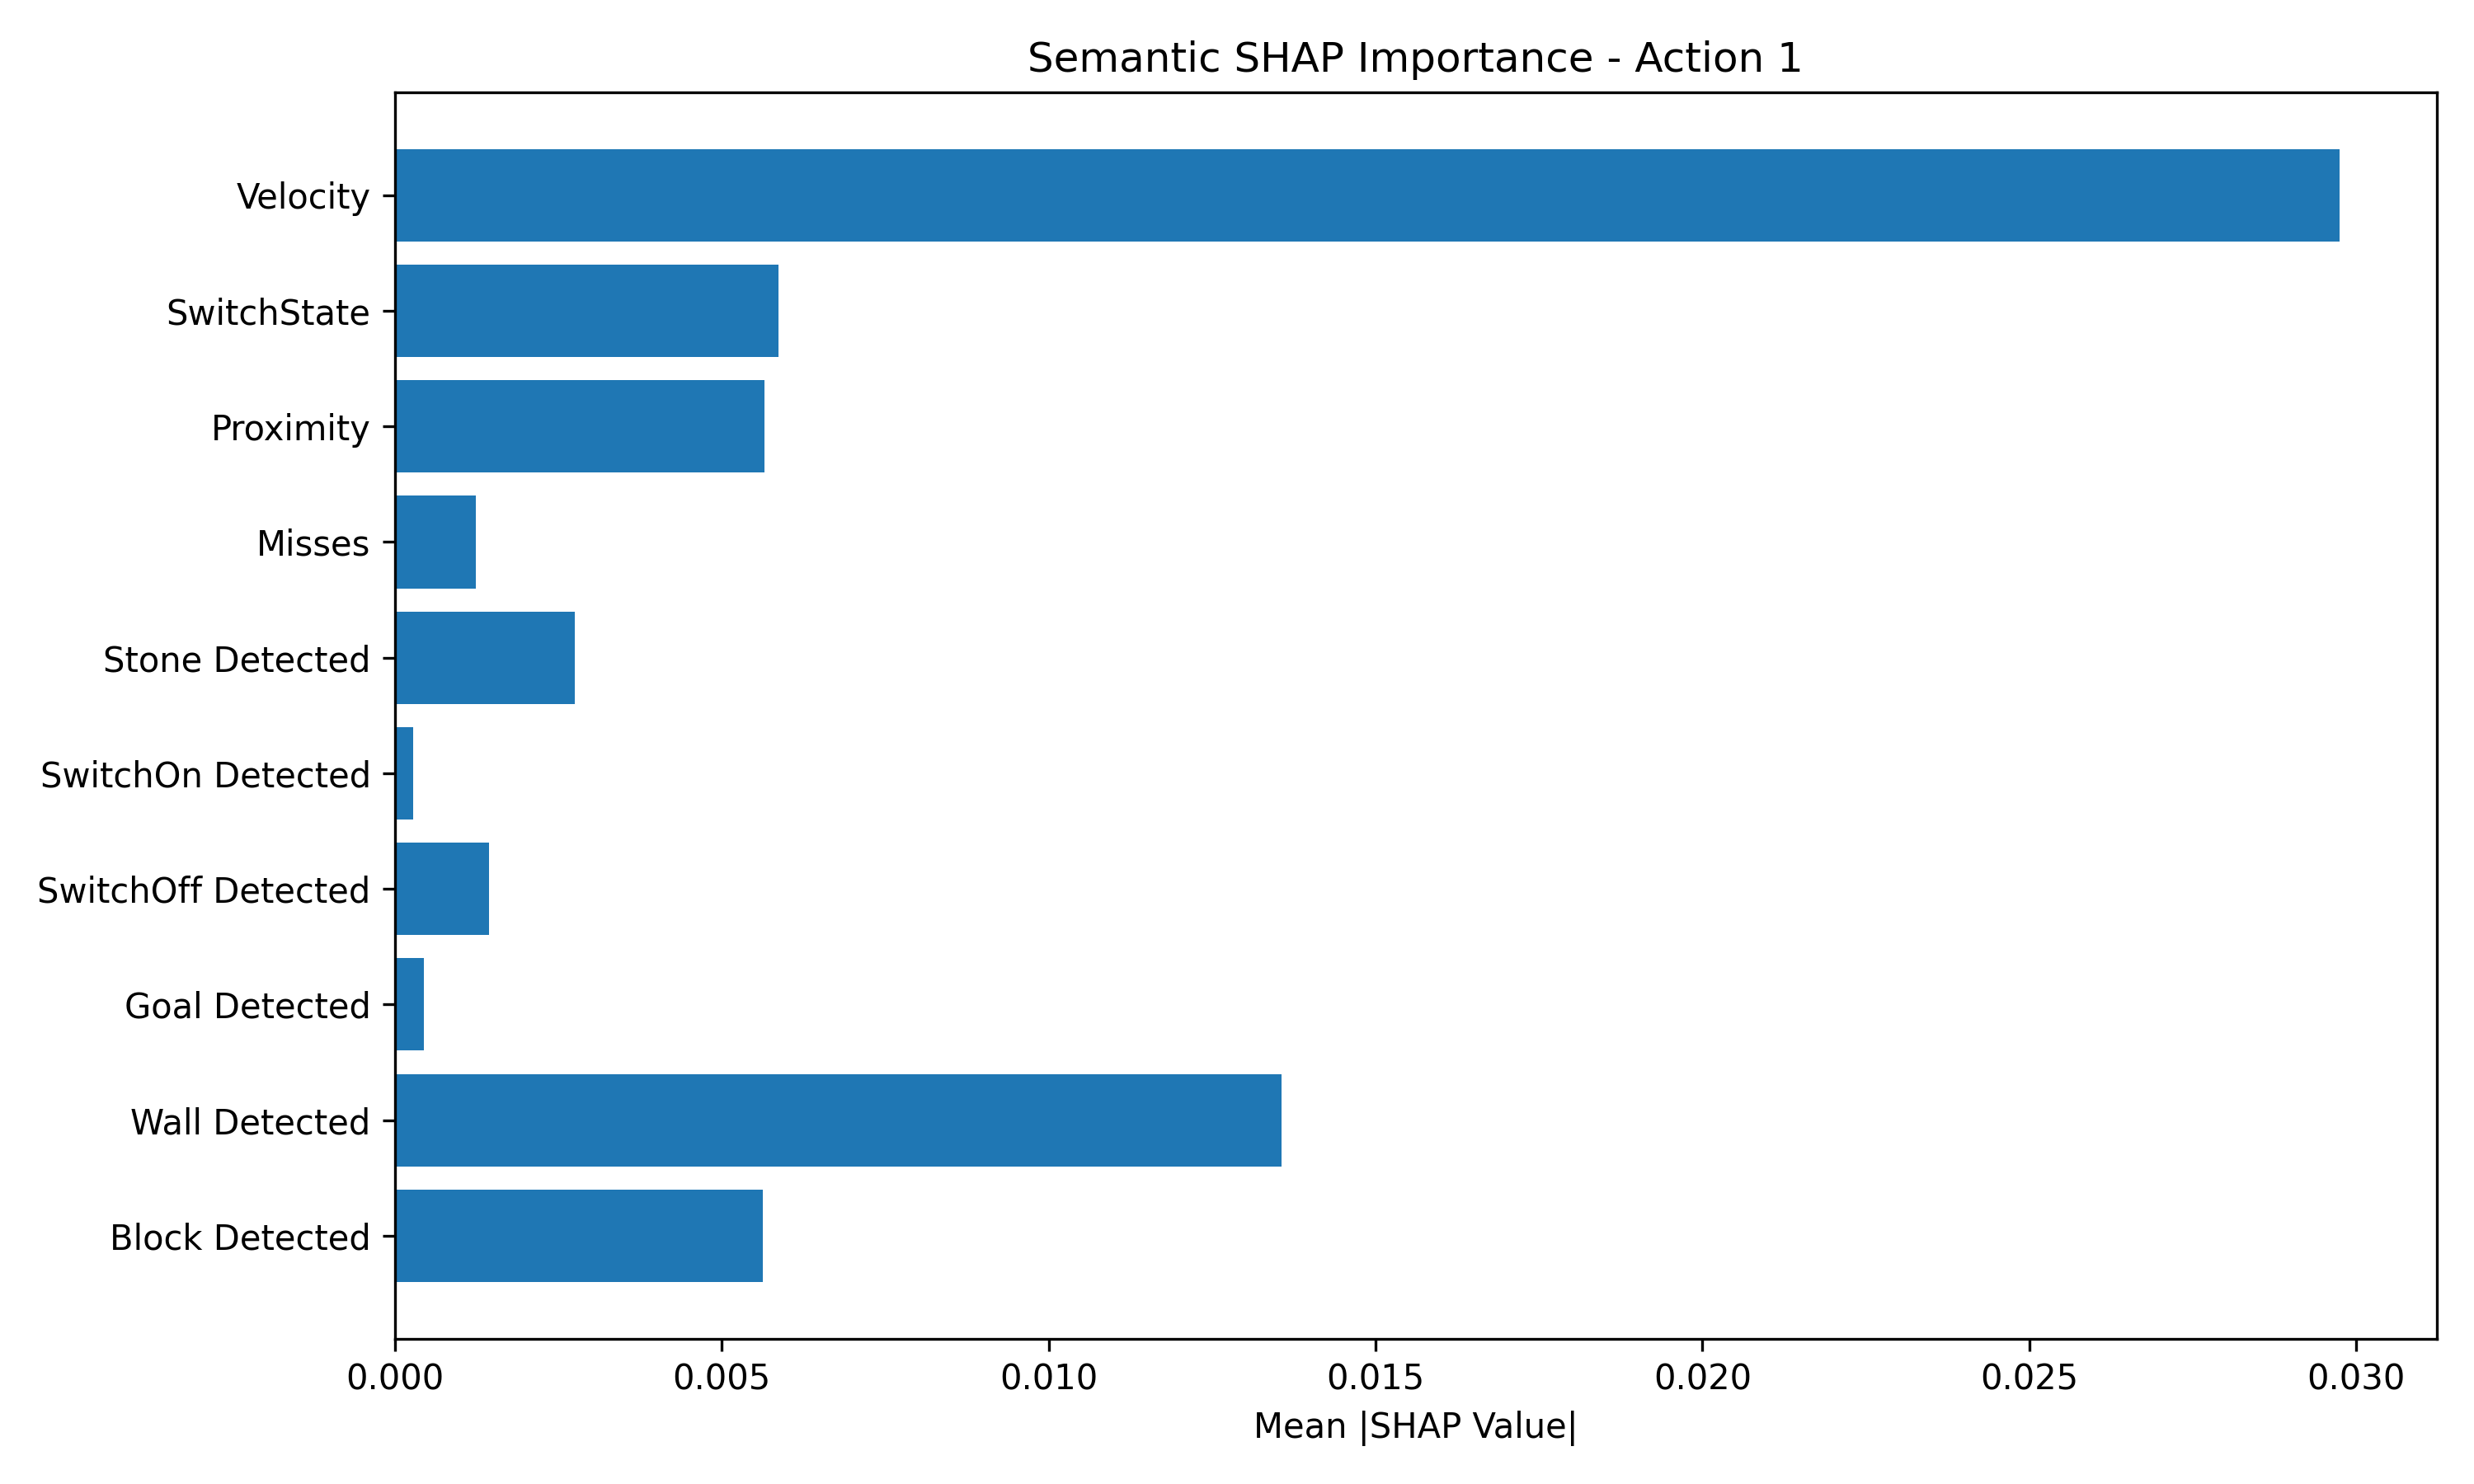 Semantic SHAP Importance - Action 1
Velocity
SwitchState
Proximity
Misses
Stone Detected
SwitchOn Detected
SwitchOff Detected
Goal Detected
Wall Detected
Block Detected
0.000 0.005 0.010 0.015 0.020 0.025 0.030
Mean |SHAP Value|